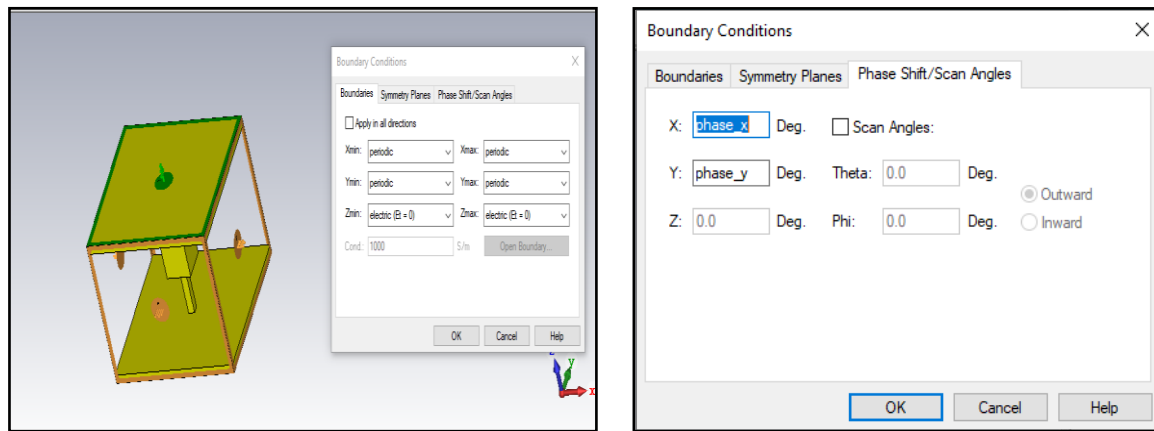 Boundary Conditions X
Boundaries Symmetry Planes Phase Shift/Scan Angles
Apply in all directions
Xmin: periodic Xmax: periodic
Ymin: periodic Ymax: periodic
Zmin: electric (Et = 0) Zmax: electric (Et = 0)
Cond: 1000 S/m Open Boundary...
OK Cancel Help
z y x
Boundary Conditions X
Boundaries Symmetry Planes Phase Shift/Scan Angles
X: phase_x Deg. Scan Angles:
Y: phase_y Deg. Theta: 0.0 Deg.
Outward
Z: 0.0 Deg. Phi: 0.0 Deg. Inward
OK Cancel Help